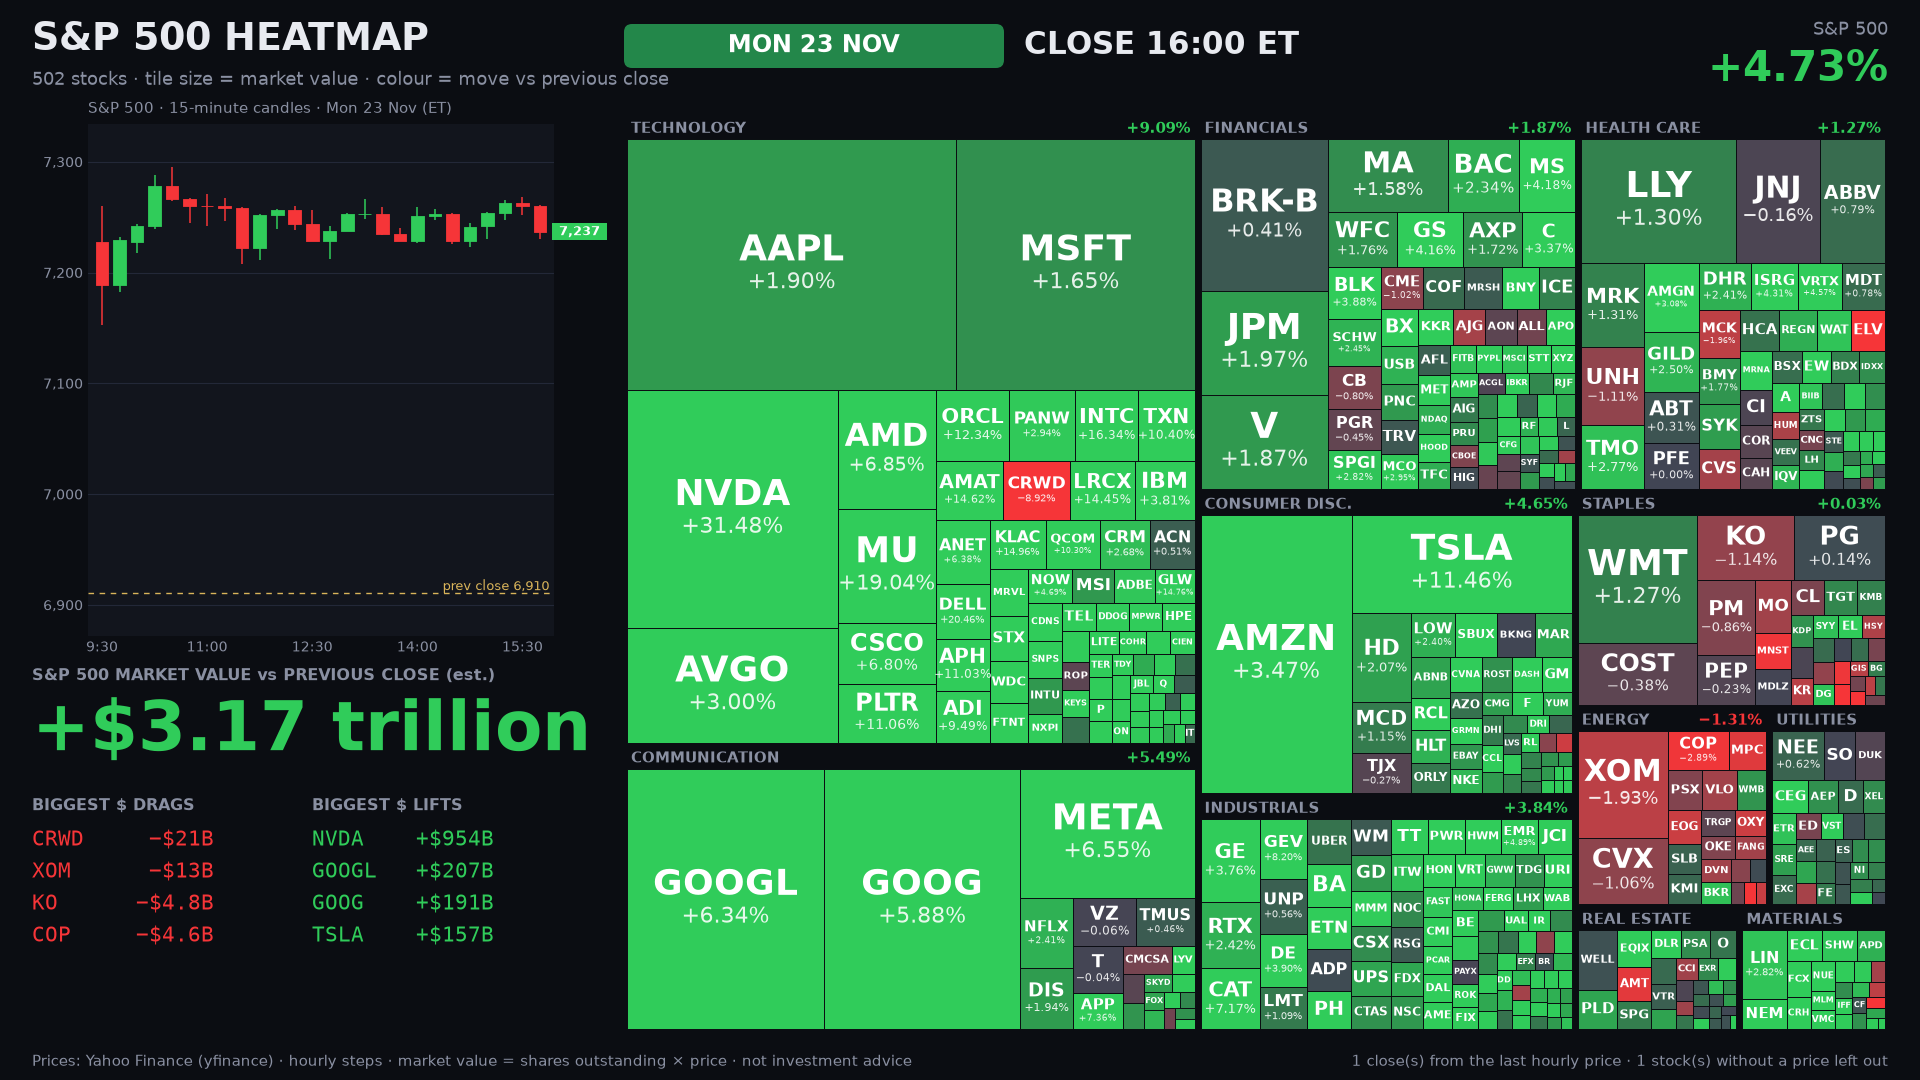 S&P 500 HEATMAP
MON 23 NOV
CLOSE 16:00 ET
S&P 500
+4.73%
502 stocks · tile size = market value · colour = move vs previous close
S&P 500 · 15-minute candles · Mon 23 Nov (ET)
7,300
7,200
7,100
7,000
6,900
7,237
prev close 6,910
9:30 11:00 12:30 14:00 15:30
S&P 500 MARKET VALUE vs PREVIOUS CLOSE (est.)
+$3.17 trillion
BIGGEST $ DRAGS
CRWD −$21B
XOM −$13B
KO −$4.8B
COP −$4.6B
BIGGEST $ LIFTS
NVDA +$954B
GOOGL +$207B
GOOG +$191B
TSLA +$157B
TECHNOLOGY +9.09%
AAPL
+1.90%
MSFT
+1.65%
NVDA
+31.48%
AVGO
+3.00%
AMD
+6.85%
MU
+19.04%
CSCO
+6.80%
PLTR
+11.06%
ORCL
+12.34%
PANW
+2.94%
INTC
+16.34%
TXN
+10.40%
AMAT
+14.62%
CRWD
−8.92%
LRCX
+14.45%
IBM
+3.81%
ANET
+6.38%
DELL
+20.46%
APH
+11.03%
ADI
+9.49%
KLAC
+14.96%
QCOM
+10.30%
CRM
+2.68%
ACN
+0.51%
MRVL
STX
WDC
FTNT
NOW
+4.69%
MSI
ADBE
GLW
+14.76%
CDNS
SNPS
INTU
NXPI
TEL
DDOG
MPWR
HPE
LITE
COHR
CIEN
ROP
KEYS
TER
TDY
P
JBL
Q
ON
IT
COMMUNICATION +5.49%
GOOGL
+6.34%
GOOG
+5.88%
META
+6.55%
NFLX
+2.41%
DIS
+1.94%
VZ
−0.06%
TMUS
+0.46%
T
−0.04%
APP
+7.36%
CMCSA
LYV
SKYD
FOX
FINANCIALS +1.87%
BRK-B
+0.41%
JPM
+1.97%
V
+1.87%
MA
+1.58%
BAC
+2.34%
MS
+4.18%
WFC
+1.76%
GS
+4.16%
AXP
+1.72%
C
+3.37%
BLK
+3.88%
SCHW
+2.45%
CB
−0.80%
PGR
−0.45%
SPGI
+2.82%
CME
−1.02%
COF
MRSH
BNY
ICE
BX
KKR
AJG
AON
ALL
APO
USB
PNC
TRV
MCO
+2.95%
AFL
MET
NDAQ
HOOD
TFC
FITB
PYPL
MSCI
STT
XYZ
AMP
ACGL
IBKR
RJF
AIG
PRU
CBOE
HIG
RF
L
CFG
SYF
HEALTH CARE +1.27%
LLY
+1.30%
JNJ
−0.16%
ABBV
+0.79%
MRK
+1.31%
UNH
−1.11%
TMO
+2.77%
AMGN
+3.08%
GILD
+2.50%
ABT
+0.31%
PFE
+0.00%
DHR
+2.41%
ISRG
+4.31%
VRTX
+4.57%
MDT
+0.78%
MCK
−1.96%
BMY
+1.77%
SYK
CVS
HCA
REGN
WAT
ELV
MRNA
BSX
EW
BDX
IDXX
CI
COR
CAH
A
BIIB
HUM
ZTS
VEEV
CNC
STE
LH
IQV
CONSUMER DISC. +4.65%
AMZN
+3.47%
TSLA
+11.46%
HD
+2.07%
MCD
+1.15%
TJX
−0.27%
LOW
+2.40%
SBUX
BKNG
MAR
ABNB
CVNA
ROST
DASH
GM
RCL
HLT
ORLY
AZO
CMG
F
YUM
GRMN
DHI
DRI
EBAY
CCL
LVS
RL
NKE
STAPLES +0.03%
WMT
+1.27%
COST
−0.38%
KO
−1.14%
PG
+0.14%
PM
−0.86%
PEP
−0.23%
MO
MNST
MDLZ
CL
TGT
KMB
KDP
SYY
EL
HSY
KR
DG
GIS
BG
INDUSTRIALS +3.84%
GE
+3.76%
RTX
+2.42%
CAT
+7.17%
GEV
+8.20%
UNP
+0.56%
DE
+3.90%
LMT
+1.09%
UBER
BA
ETN
ADP
PH
WM
GD
MMM
CSX
UPS
CTAS
TT
PWR
HWM
EMR
+4.89%
JCI
ITW
NOC
RSG
FDX
NSC
HON
VRT
GWW
TDG
URI
FAST
HONA
FERG
LHX
WAB
CMI
PCAR
DAL
AME
BE
UAL
IR
PAYX
ROK
FIX
EFX
BR
DD
ENERGY −1.31%
XOM
−1.93%
CVX
−1.06%
COP
−2.89%
MPC
PSX
VLO
WMB
EOG
TRGP
OXY
SLB
OKE
FANG
KMI
DVN
BKR
UTILITIES
NEE
+0.62%
SO
DUK
CEG
AEP
D
XEL
ETR
ED
VST
SRE
AEE
ES
NI
EXC
FE
REAL ESTATE
WELL
PLD
EQIX
AMT
SPG
DLR
PSA
O
CCI
EXR
VTR
MATERIALS
LIN
+2.82%
NEM
ECL
SHW
APD
FCX
NUE
CRH
MLM
VMC
IFF
CF
Prices: Yahoo Finance (yfinance) · hourly steps · market value = shares outstanding × price · not investment advice
1 close(s) from the last hourly price · 1 stock(s) without a price left out